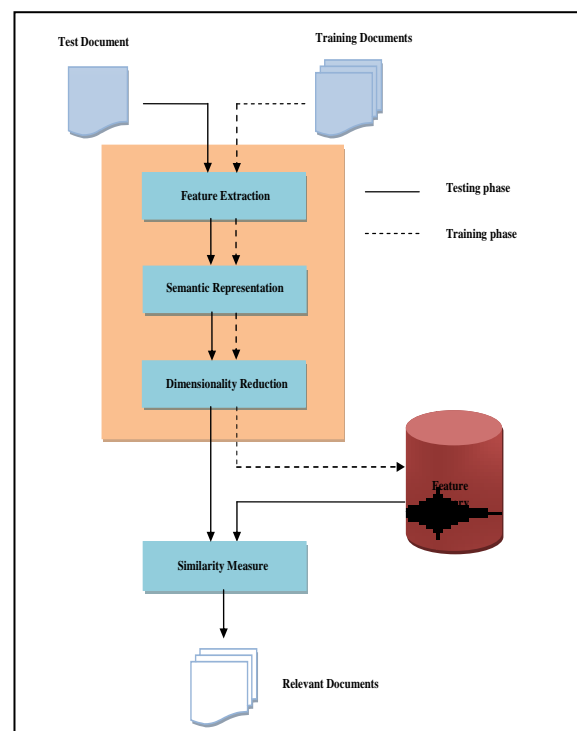 Test Document
Training Documents
Feature Extraction
Testing phase
Training phase
Semantic Representation
Dimensionality Reduction
Feature
Similarity Measure
Relevant Documents